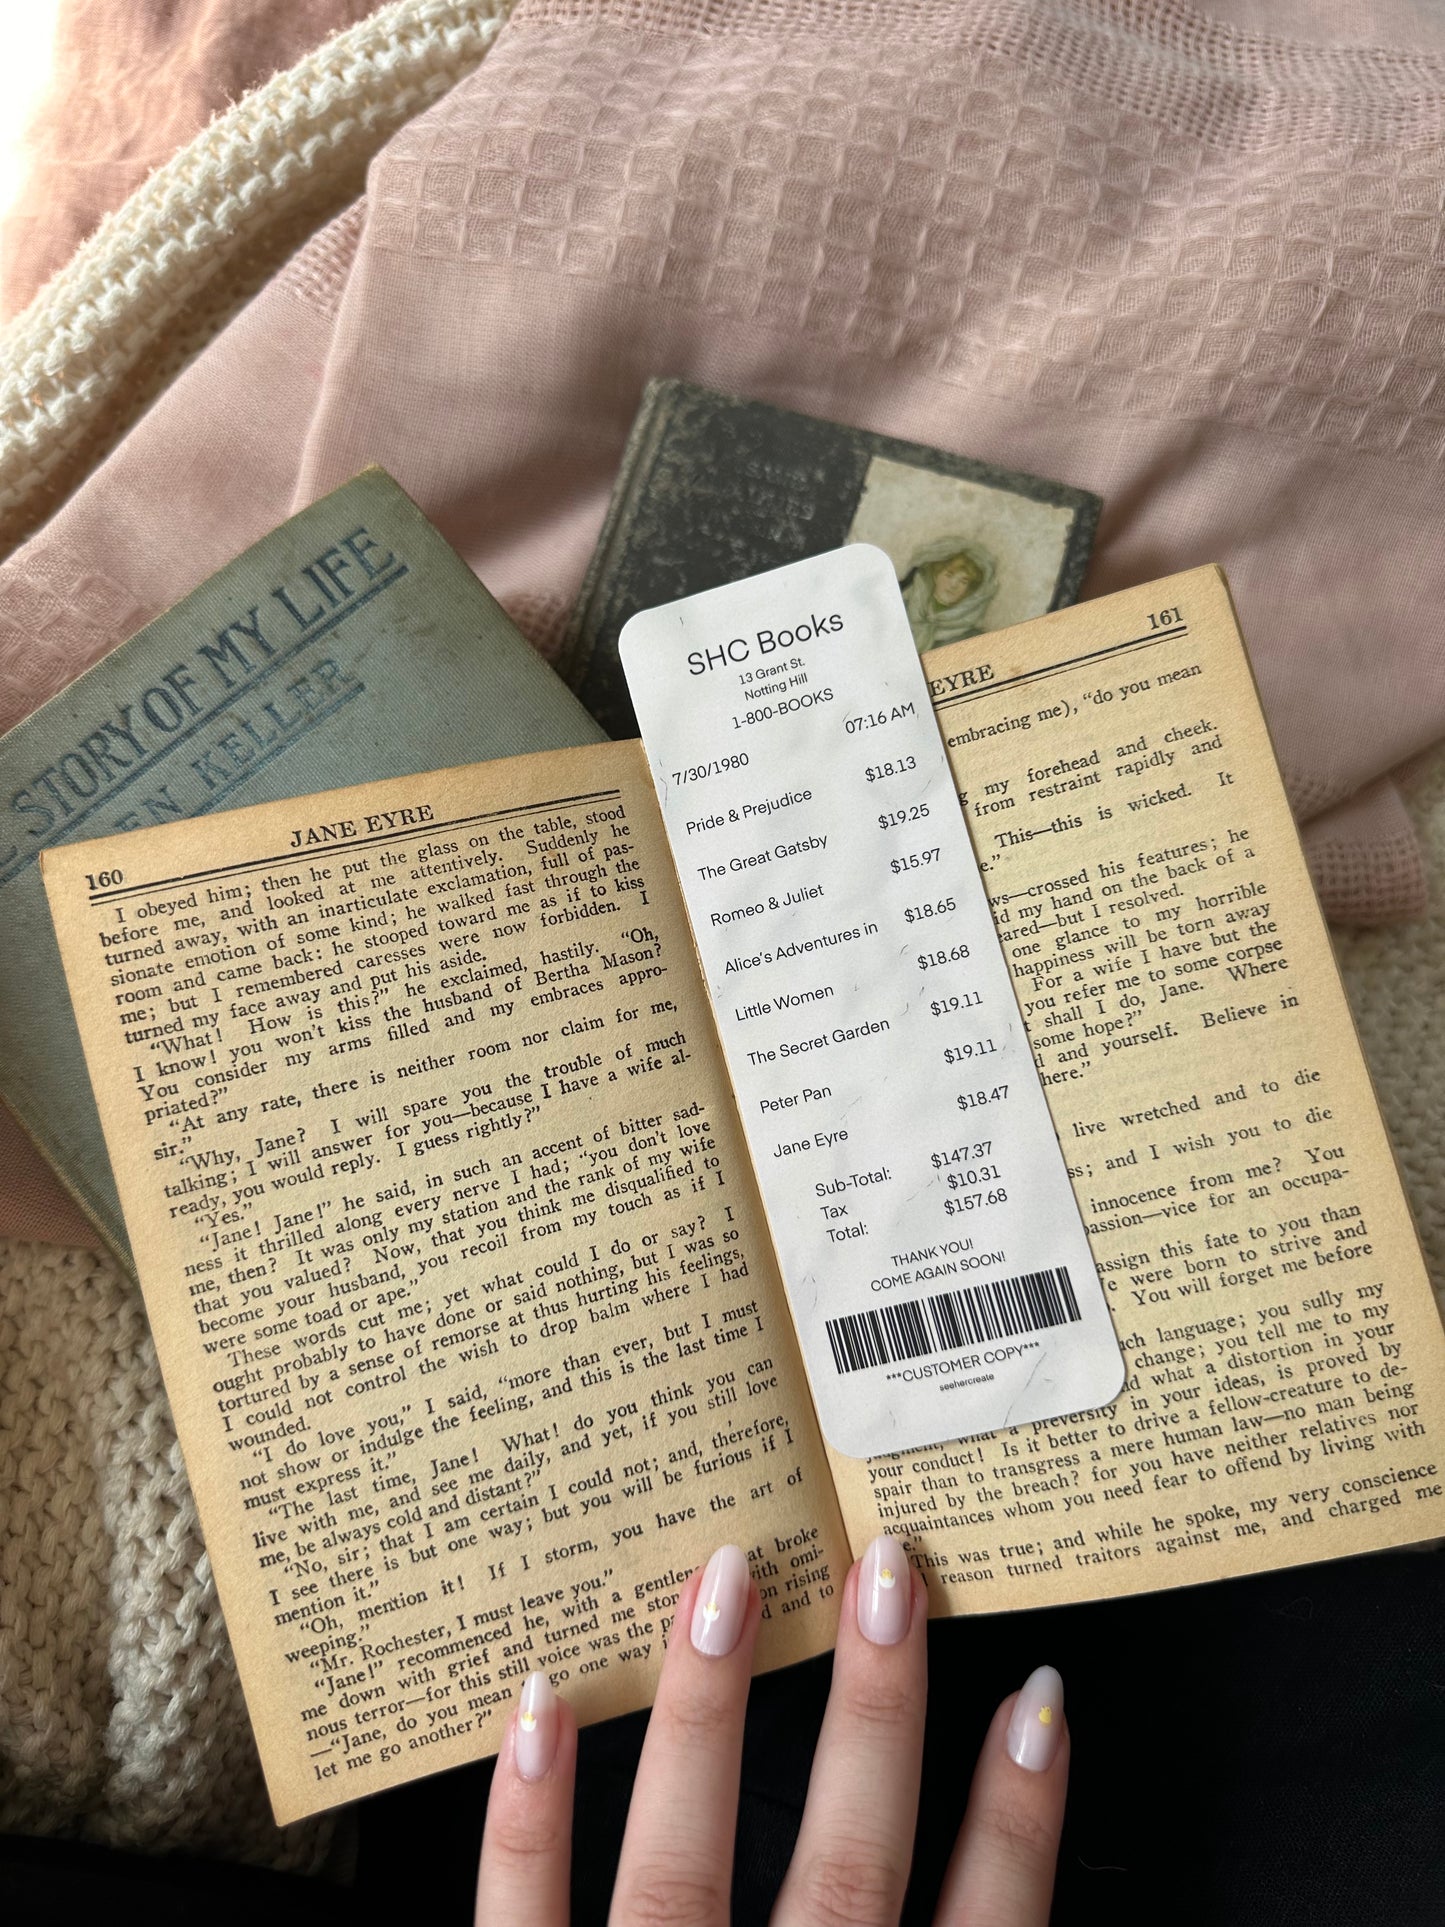 STORY OF MY LIFE
KELLER
SHC Books
13 Grant St.
Notting Hill
1-800-BOOKS
7/30/1980 07:16 AM
Pride & Prejudice $18.13
The Great Gatsby $19.25
Romeo & Juliet $15.97
Alice's Adventures in $18.65
Little Women $18.68
The Secret Garden $19.11
Peter Pan $19.11
Jane Eyre $18.47
Sub-Total: $147.37
Tax $10.31
Total: $157.68
THANK YOU!
COME AGAIN SOON!
***CUSTOMER COPY***
seehercreate
160 JANE EYRE
I obeyed him; then he put the glass on the table, stood
before me, and looked at me attentively. Suddenly he
turned away, with an inarticulate exclamation, full of pas-
sionate emotion of some kind; he walked fast through the
room and came back: he stooped toward me as if to kiss
me; but I remembered caresses were now forbidden. I
turned my face away and put his aside.
"What! How is this?" he exclaimed, hastily. "Oh,
I know! you won't kiss the husband of Bertha Mason?
You consider my arms filled and my embraces appro-
priated?"
"At any rate, there is neither room nor claim for me,
sir."
"Why, Jane? I will spare you the trouble of much
talking; I will answer for you—because I have a wife al-
ready, you would reply. I guess rightly?"
"Yes."
"Jane! Jane!" he said, in such an accent of bitter sad-
ness it thrilled along every nerve I had; "you don't love
me, then? It was only my station and the rank of my wife
that you valued? Now, that you think me disqualified to
become your husband, you recoil from my touch as if I
were some toad or ape."
These words cut me; yet what could I do or say? I
ought probably to have done or said nothing, but I was so
tortured by a sense of remorse at thus hurting his feelings,
I could not control the wish to drop balm where I had
wounded.
"I do love you," I said, "more than ever, but I must
not show or indulge the feeling, and this is the last time I
must express it."
"The last time, Jane! What! do you think you can
live with me, and see me daily, and yet, if you still love
me, be always cold and distant?"
"No, sir; that I am certain I could not; and, therefore,
I see there is but one way; but you will be furious if I
mention it."
"Oh, mention it! If I storm, you have the art of
weeping."
"Mr. Rochester, I must leave you."
"Jane!" recommenced he, with a gentleness that broke
me down with grief and turned me with omi-
nous terror—for this still voice was the on rising
—"Jane, do you mean to go one way and to
let me go another?"
EYRE 161
embracing me), "do you mean
my forehead and cheek.
from restraint rapidly and
This—this is wicked. It
crossed his features; he
my hand on the back of a
but I resolved.
one glance to my horrible
happiness will be torn away
For a wife I have but the
you refer me to some corpse
shall I do, Jane. Where
some hope?"
and yourself. Believe in
here."
live wretched and to die
and I wish you to die
innocence from me? You
passion—vice for an occupa-
assign this fate to you than
were born to strive and
You will forget me before
such language; you sully my
change; you tell me to my
and what a distortion in your
judgment, what a preversity in your ideas, is proved by
your conduct! Is it better to drive a fellow-creature to de-
spair than to transgress a mere human law—no man being
injured by the breach? for you have neither relatives nor
acquaintances whom you need fear to offend by living with
This was true; and while he spoke, my very conscience
reason turned traitors against me, and charged me